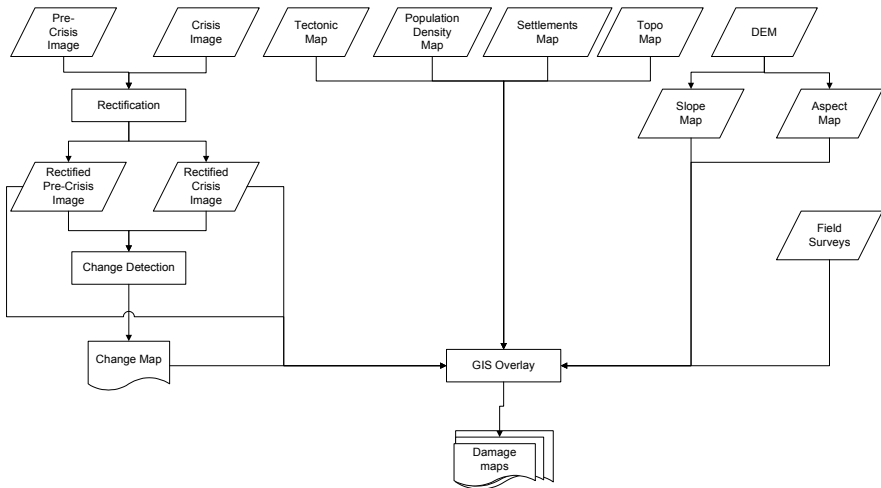 Pre-
Crisis
Image
Crisis
Image
Tectonic
Map
Population
Density
Map
Settlements
Map
Topo
Map
DEM
Rectification
Slope
Map
Aspect
Map
Rectified
Pre-Crisis
Image
Rectified
Crisis
Image
Field
Surveys
Change Detection
Change Map
GIS Overlay
Damage
maps